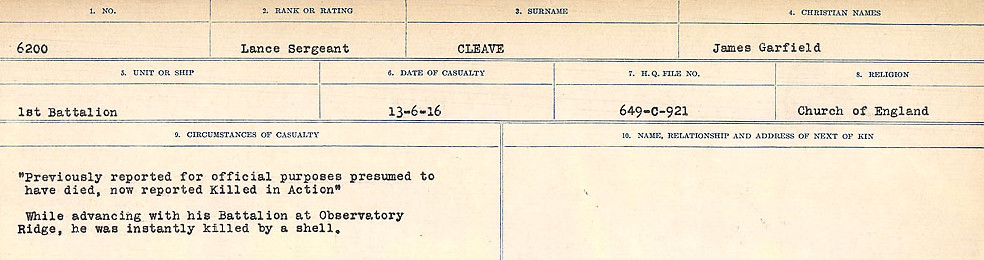 1. NO. 2. RANK OR RATING 3. SURNAME 4. CHRISTIAN NAMES
6200 Lance Sergeant CLEAVE James Garfield
5. UNIT OR SHIP 6. DATE OF CASUALTY 7. H. Q. FILE NO. 8. RELIGION
1st Battalion 13-6-16 649-C-921 Church of England
9. CIRCUMSTANCES OF CASUALTY 10. NAME, RELATIONSHIP AND ADDRESS OF NEXT OF KIN
"Previously reported for official purposes presumed to
have died, now reported Killed in Action"
While advancing with his Battalion at Observatory
Ridge, he was instantly killed by a shell.